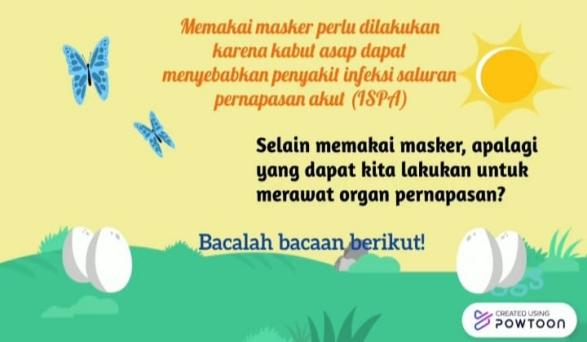 Memakai masker perlu dilakukan
karena kabut asap dapat
menyebabkan penyakit infeksi saluran
pernapasan akut (ISPA)
Selain memakai masker, apalagi
yang dapat kita lakukan untuk
merawat organ pernapasan?
Bacalah bacaan berikut!
CREATED USING
POWTOON